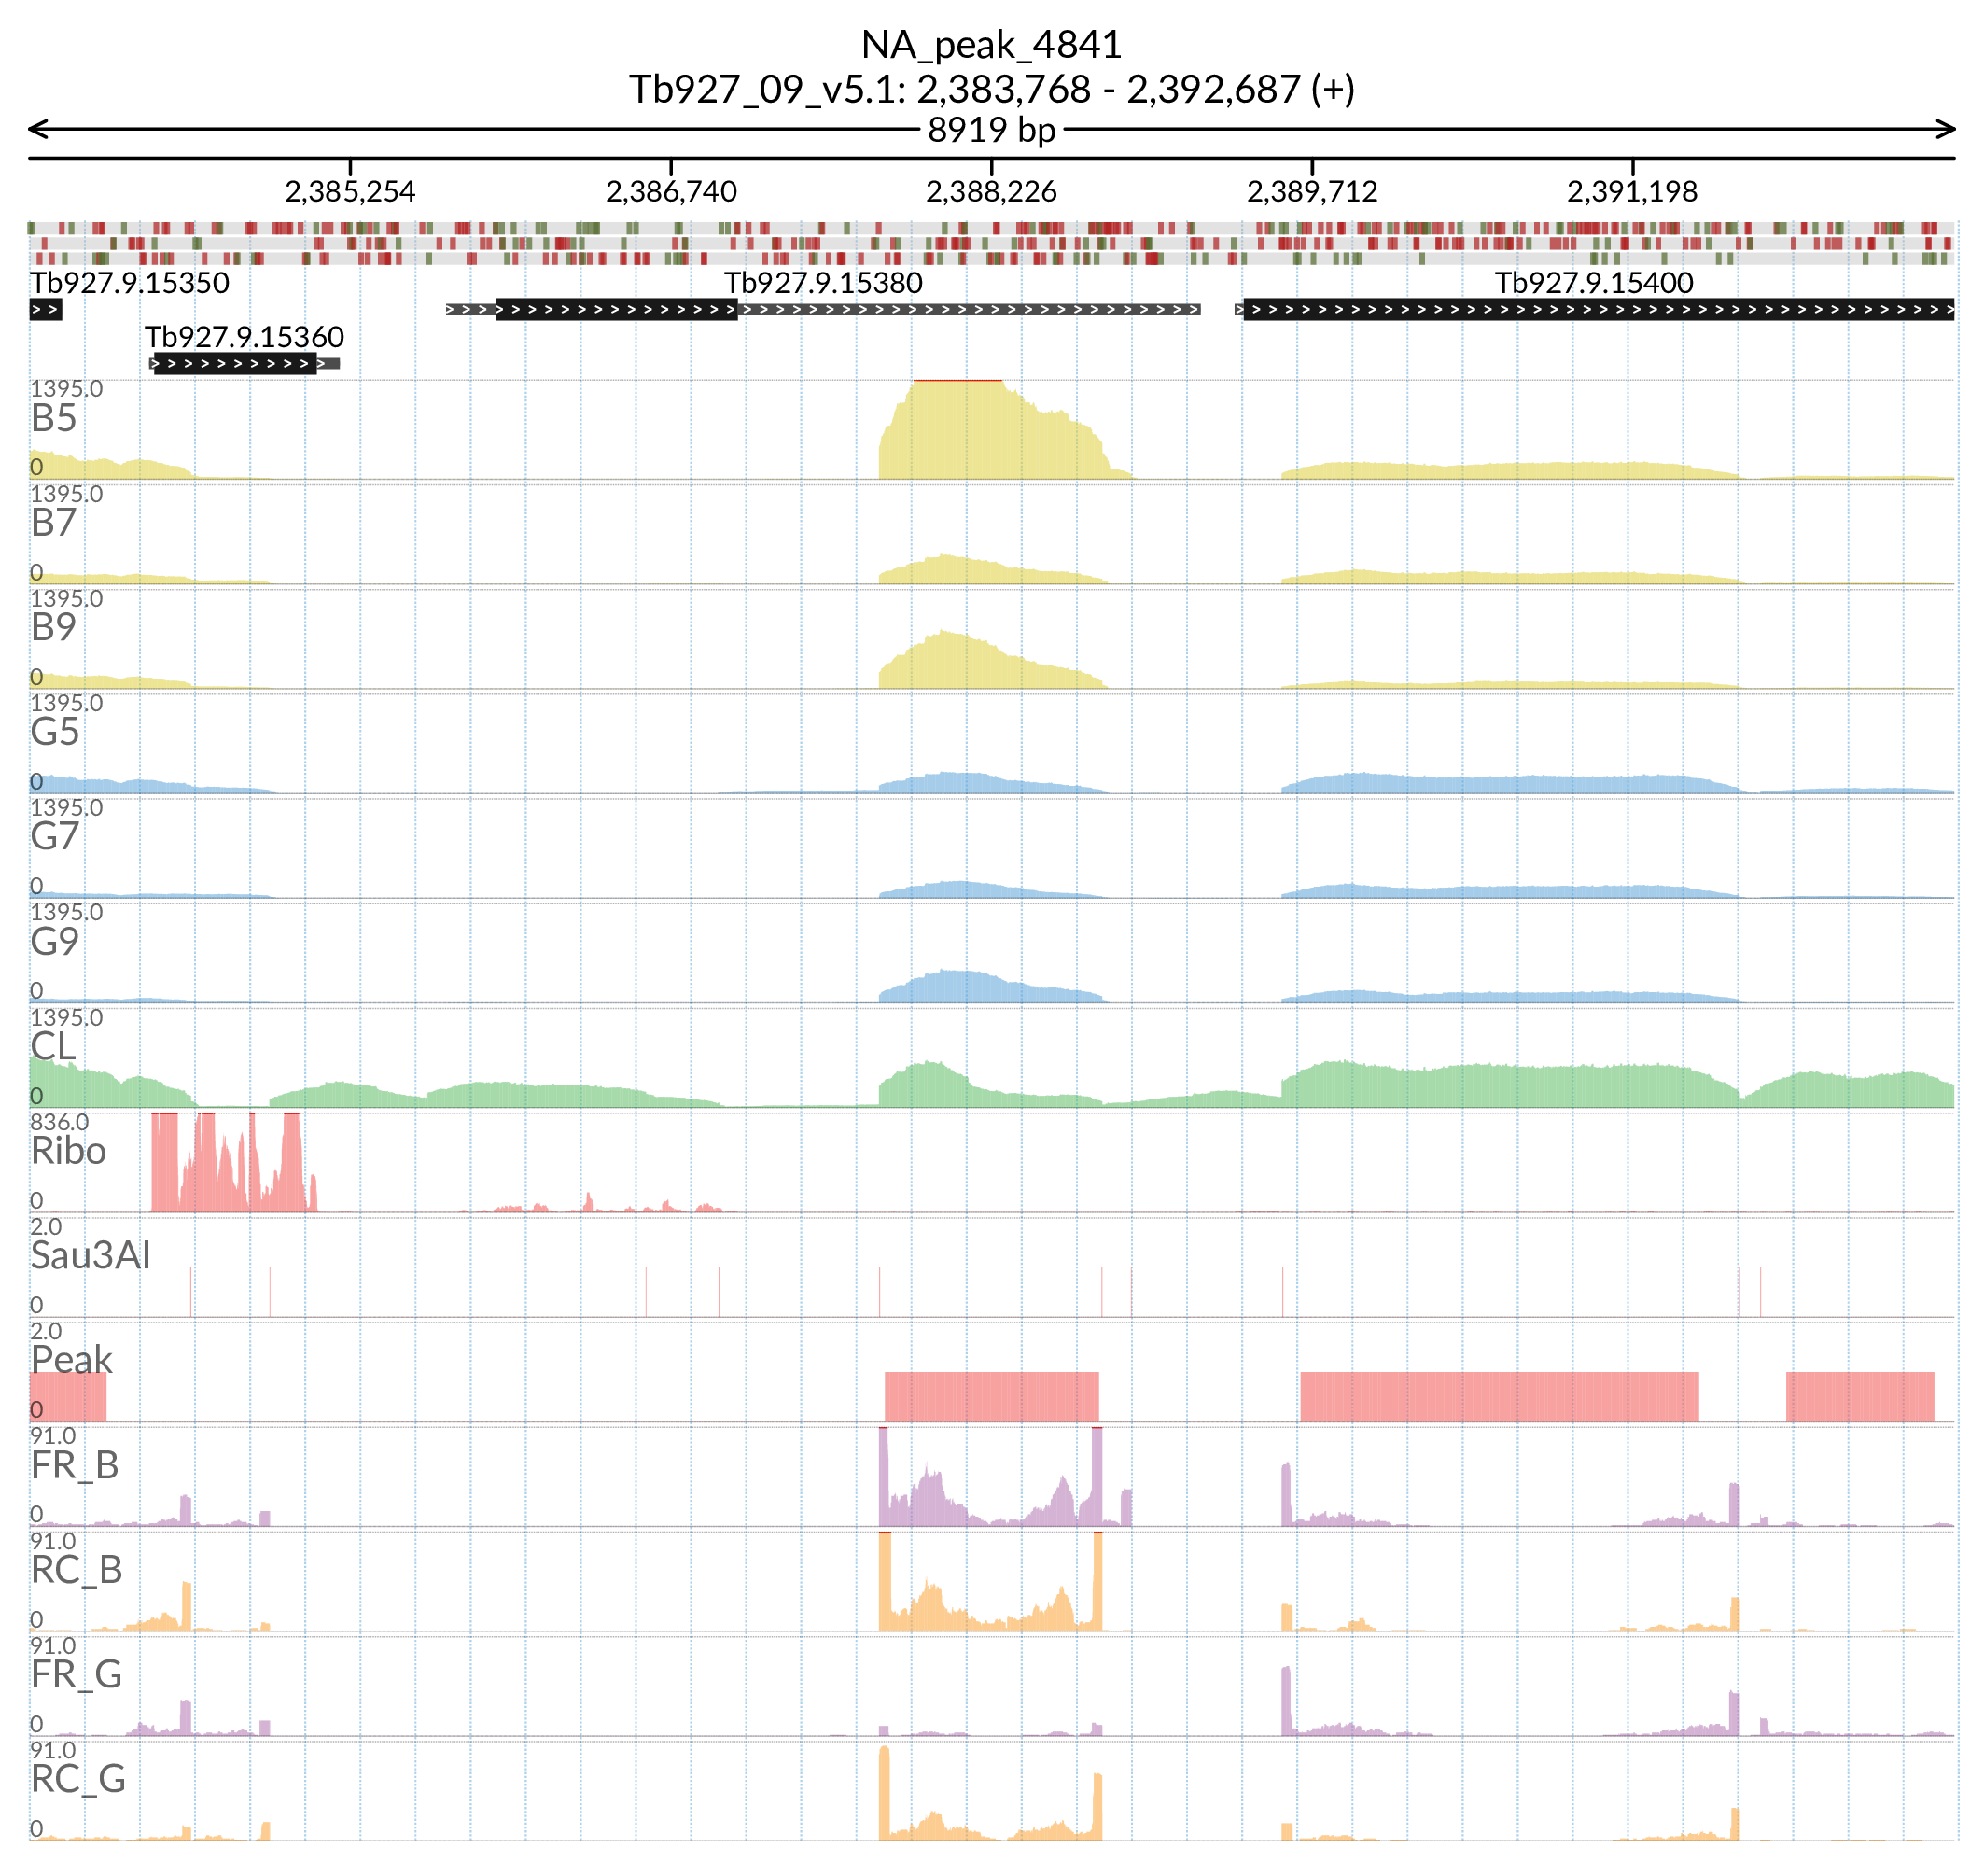 NA_peak_4841
Tb927_09_v5.1: 2,383,768 - 2,392,687 (+)
8919 bp
2,385,254 2,386,740 2,388,226 2,389,712 2,391,198
Tb927.9.15350 Tb927.9.15380 Tb927.9.15400
Tb927.9.15360
1395.0
B5
0
1395.0
B7
0
1395.0
B9
0
1395.0
G5
0
1395.0
G7
0
1395.0
G9
0
1395.0
CL
0
836.0
Ribo
0
2.0
Sau3AI
0
2.0
Peak
0
91.0
FR_B
0
91.0
RC_B
0
91.0
FR_G
0
91.0
RC_G
0